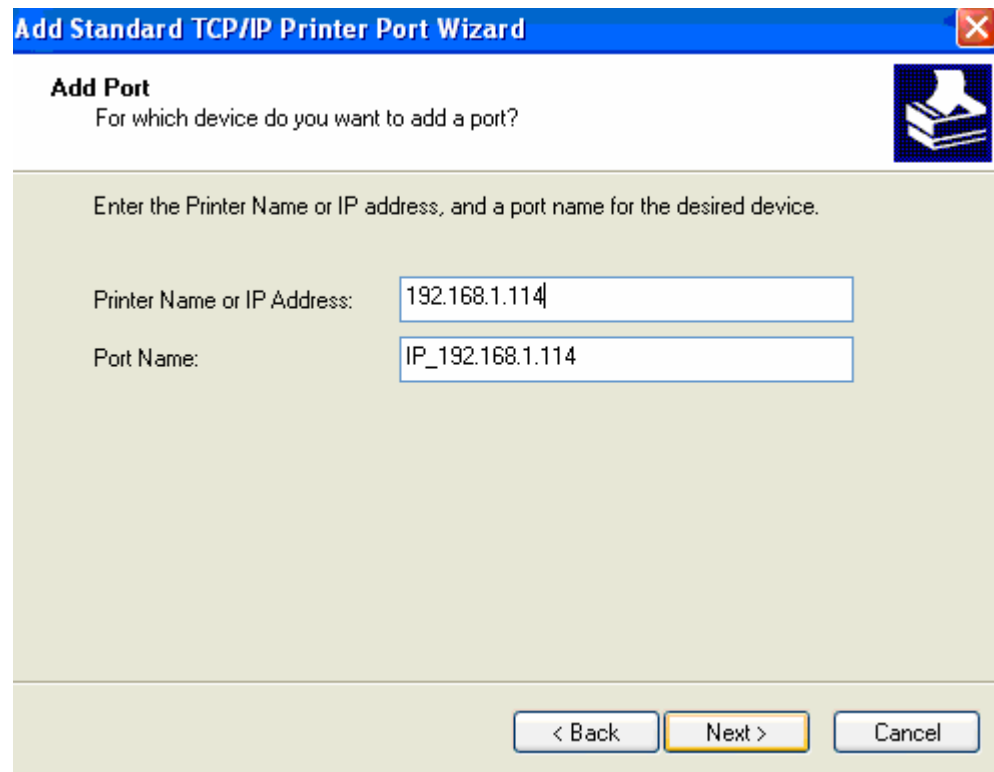 Add Standard TCP/IP Printer Port Wizard
Add Port
For which device do you want to add a port?
Enter the Printer Name or IP address, and a port name for the desired device.
Printer Name or IP Address: 192.168.1.114
Port Name: IP_192.168.1.114
< Back Next > Cancel